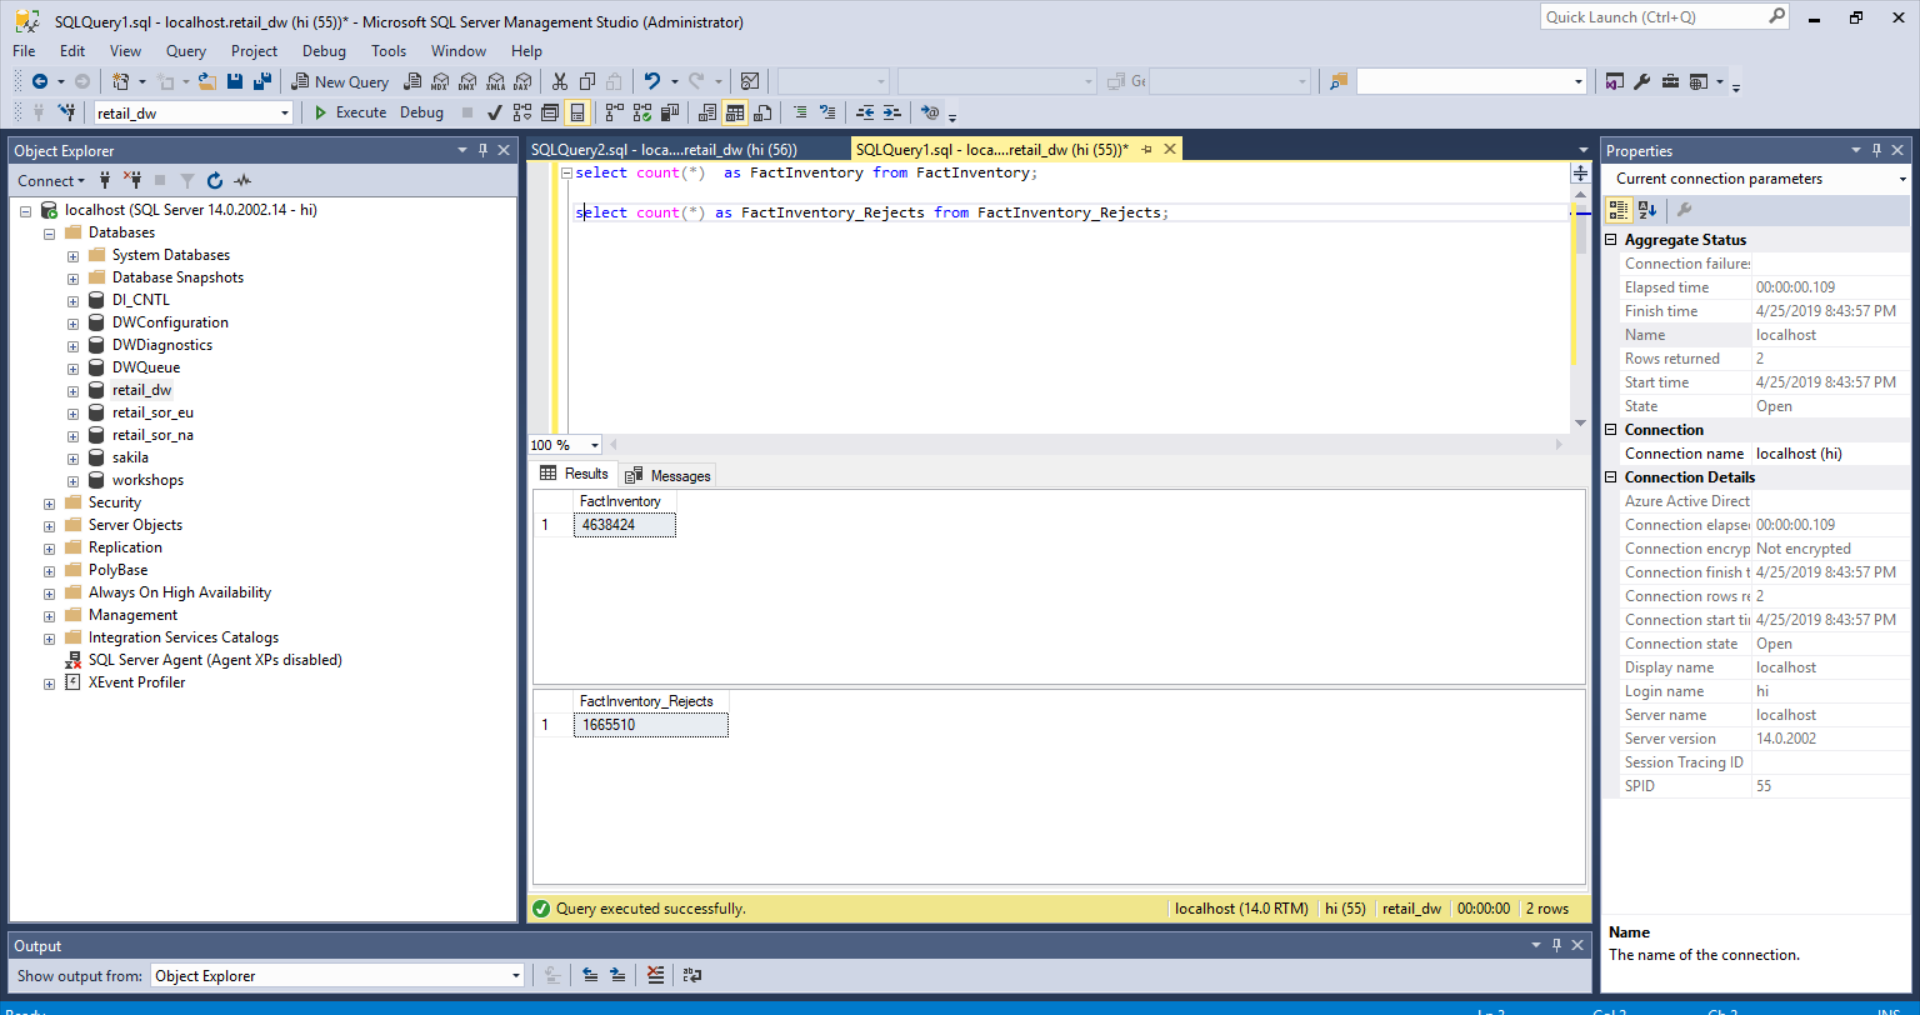 SQLQuery1.sql - localhost.retail_dw (hi (55))* - Microsoft SQL Server Management Studio (Administrator)
Quick Launch (Ctrl+Q)
File Edit View Query Project Debug Tools Window Help
New Query
MDX DMX XMLA DAX
retail_dw
Execute Debug
Object Explorer
Connect
localhost (SQL Server 14.0.2002.14 - hi)
Databases
System Databases
Database Snapshots
DI_CNTL
DWConfiguration
DWDiagnostics
DWQueue
retail_dw
retail_sor_eu
retail_sor_na
sakila
workshops
Security
Server Objects
Replication
PolyBase
Always On High Availability
Management
Integration Services Catalogs
SQL Server Agent (Agent XPs disabled)
XEvent Profiler
SQLQuery2.sql - loca....retail_dw (hi (56))
SQLQuery1.sql - loca....retail_dw (hi (55))*
select count(*)  as FactInventory from FactInventory;
select count(*) as FactInventory_Rejects from FactInventory_Rejects;
100 %
Results Messages
FactInventory
1 4638424
FactInventory_Rejects
1 1665510
Query executed successfully.
localhost (14.0 RTM) hi (55) retail_dw 00:00:00 2 rows
Properties
Current connection parameters
Aggregate Status
Connection failures
Elapsed time 00:00:00.109
Finish time 4/25/2019 8:43:57 PM
Name localhost
Rows returned 2
Start time 4/25/2019 8:43:57 PM
State Open
Connection
Connection name localhost (hi)
Connection Details
Azure Active Direct
Connection elapse 00:00:00.109
Connection encryp Not encrypted
Connection finish t 4/25/2019 8:43:57 PM
Connection rows re 2
Connection start ti 4/25/2019 8:43:57 PM
Connection state Open
Display name localhost
Login name hi
Server name localhost
Server version 14.0.2002
Session Tracing ID
SPID 55
Name
The name of the connection.
Output
Show output from: Object Explorer